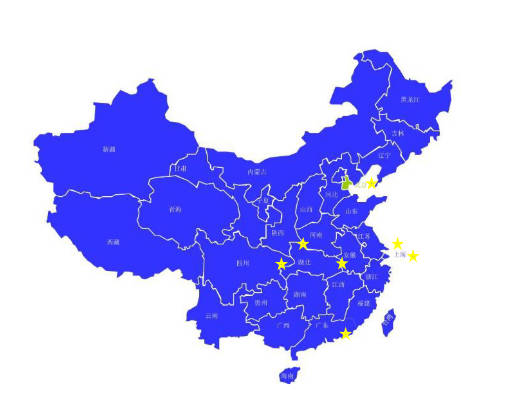 黑龙江
吉林
辽宁
新疆
内蒙古
甘肃
河北
山西
山东
青海
陕西
河南
江苏
西藏
四川
湖北
安徽
上海
浙江
江西
湖南
贵州
福建
云南
广西
广东
台湾
海南